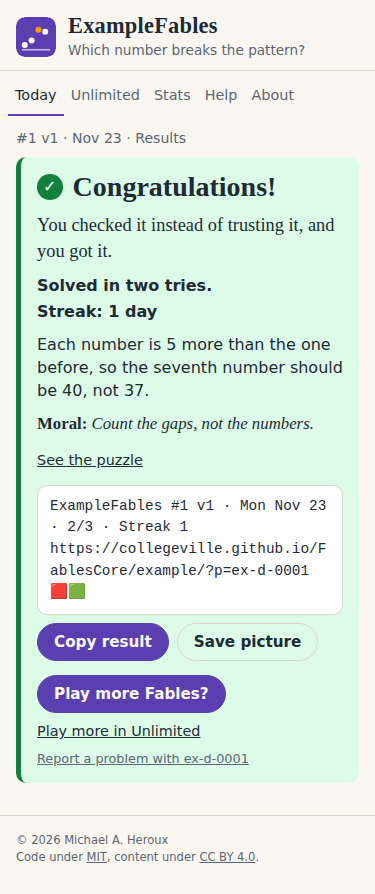 ExampleFables
Which number breaks the pattern?
Today Unlimited Stats Help About
#1 v1 · Nov 23 · Results
✓ Congratulations!
You checked it instead of trusting it, and
you got it.
Solved in two tries.
Streak: 1 day
Each number is 5 more than the one
before, so the seventh number should
be 40, not 37.
Moral: Count the gaps, not the numbers.
See the puzzle
ExampleFables #1 v1 · Mon Nov 23
· 2/3 · Streak 1
https://collegeville.github.io/F
ablesCore/example/?p=ex-d-0001
🟥🟩
Copy result Save picture
Play more Fables?
Play more in Unlimited
Report a problem with ex-d-0001
© 2026 Michael A. Heroux
Code under MIT, content under CC BY 4.0.